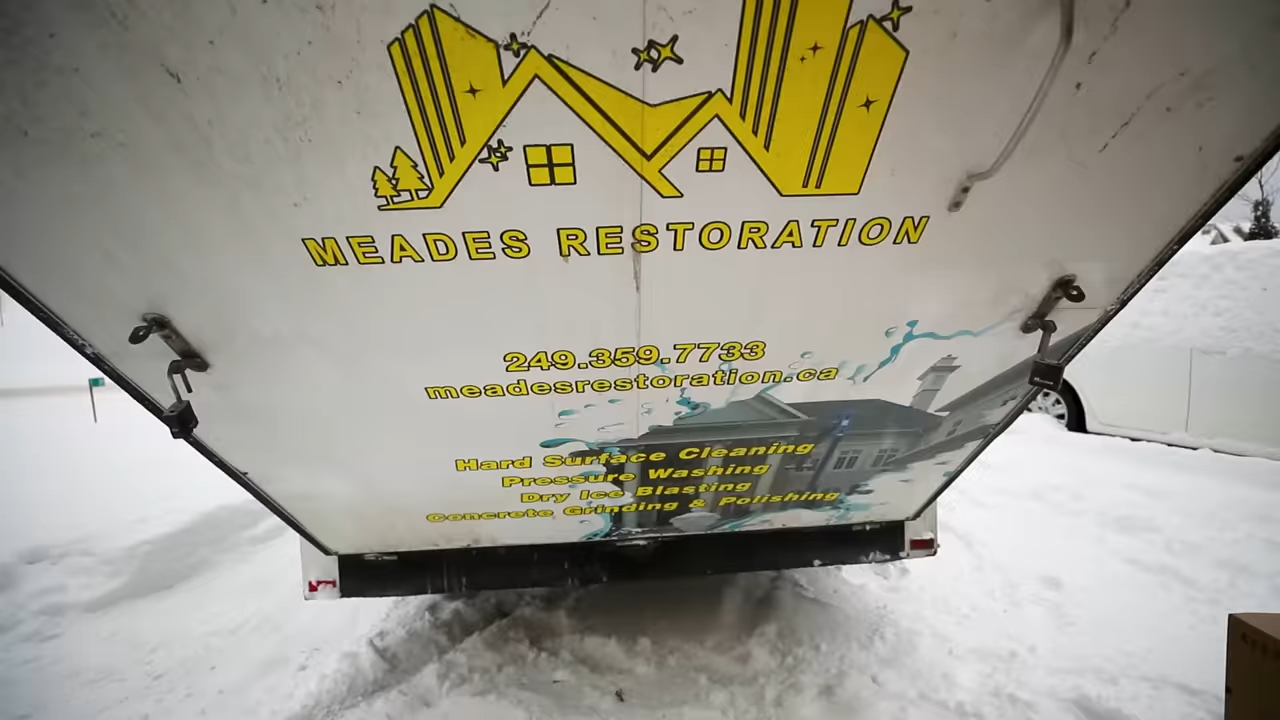 MEADES RESTORATION
249.359.7733
meadesrestoration.ca
Hard Surface Cleaning
Pressure Washing
Dry Ice Blasting
Concrete Grinding & Polishing